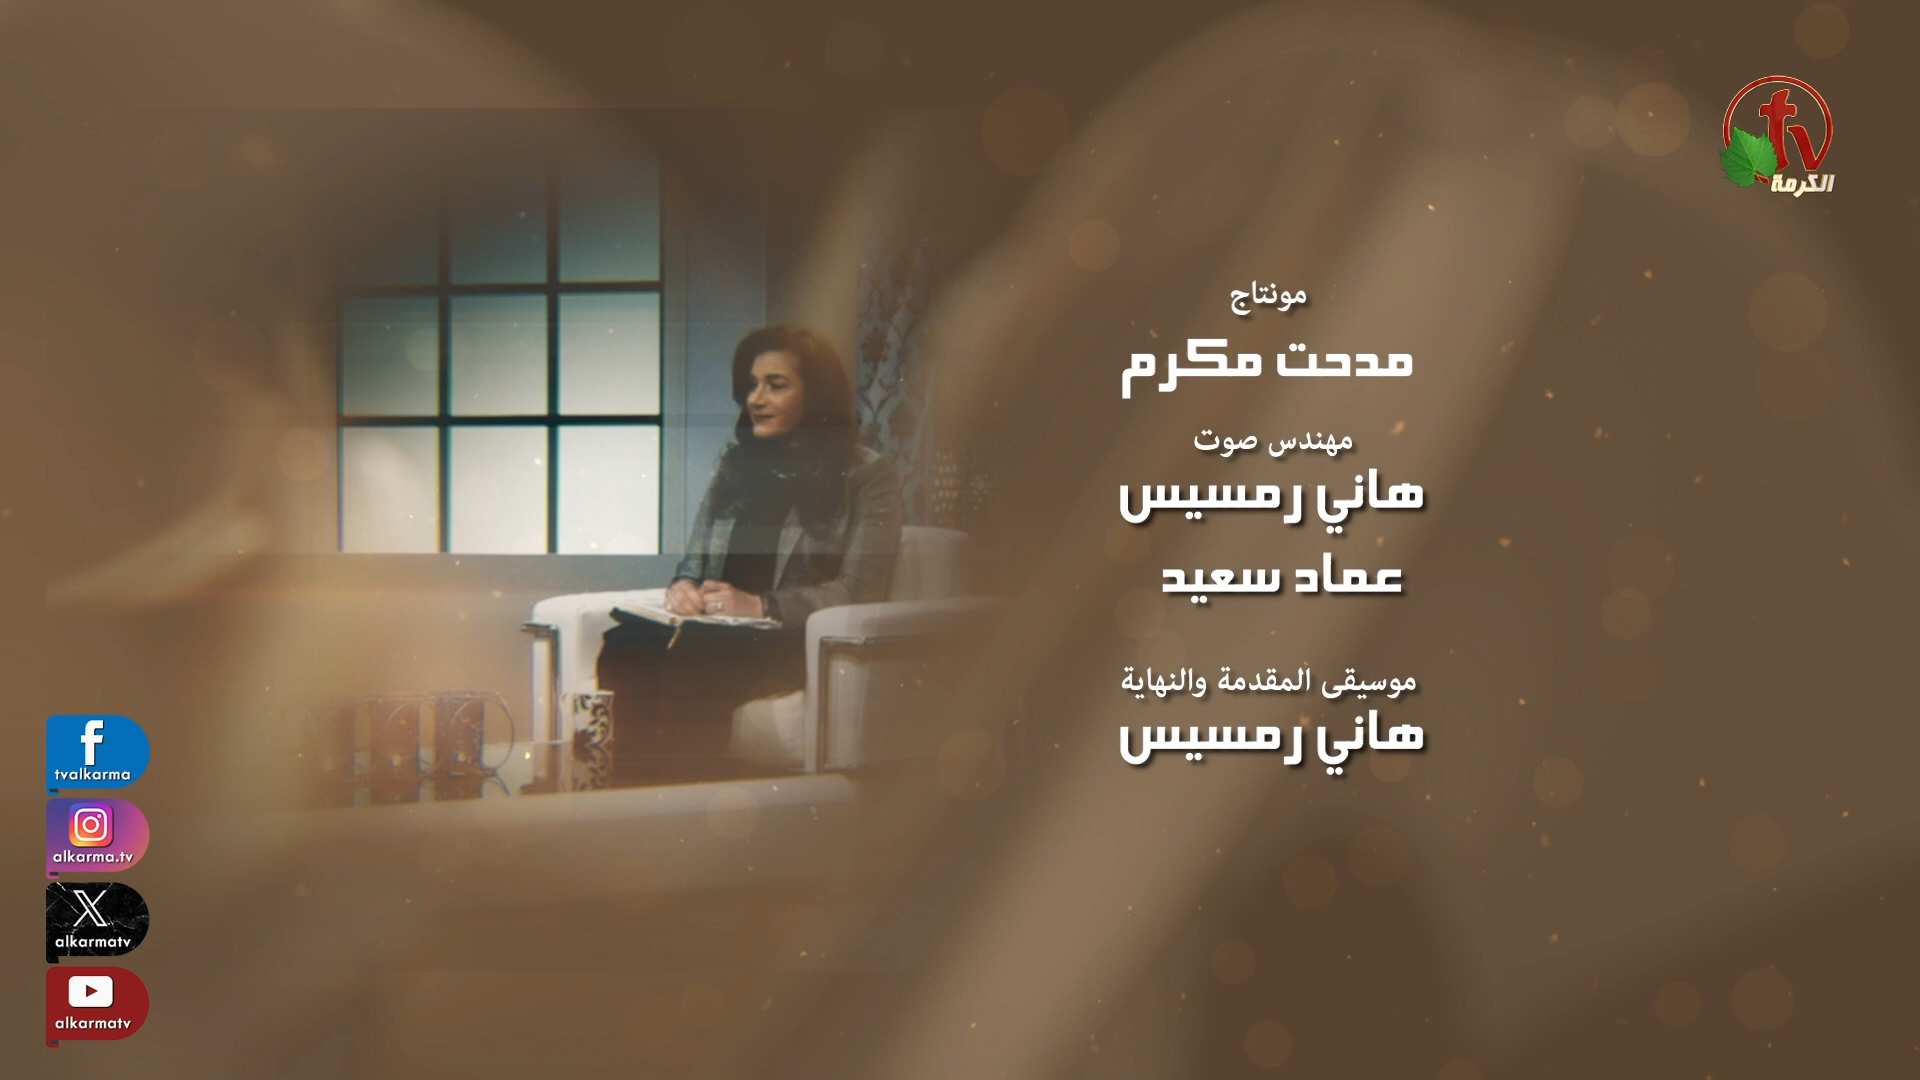 tv
الكرمة
مونتاج
مدحت مكرم
مهندس صوت
هاني رمسيس
عماد سعيد
موسيقى المقدمة والنهاية
هاني رمسيس
f
tvalkarma
alkarma.tv
X
alkarmatv
alkarmatv